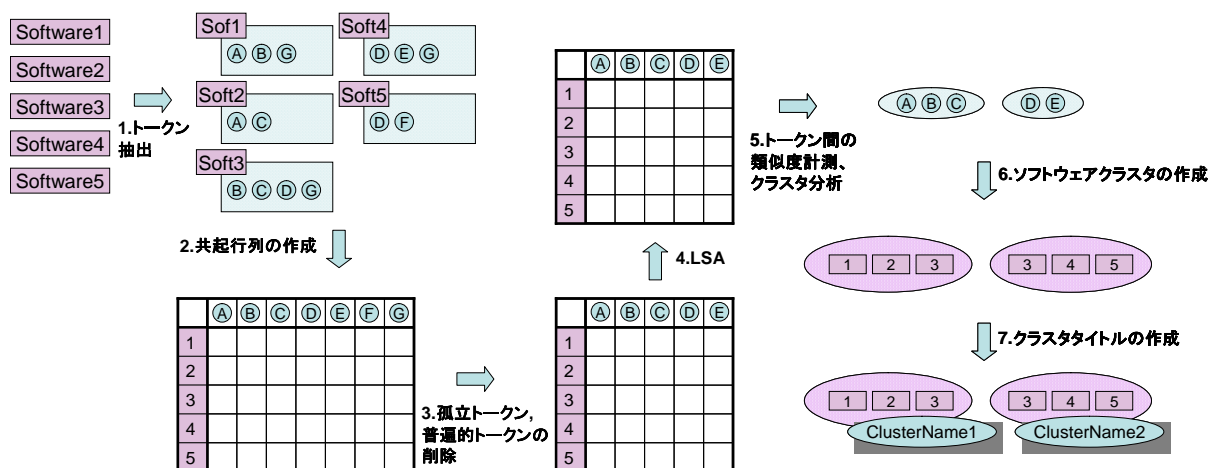 Software1
Software2
Software3
Software4
Software5
1.トークン
抽出
Sof1
A B G
Soft4
D E G
Soft2
A C
Soft5
D F
Soft3
B C D G
2.共起行列の作成
A B C D E F G
1
2
3
4
5
3.孤立トークン,
普遍的トークンの
削除
A B C D E
1
2
3
4
5
4.LSA
A B C D E
1
2
3
4
5
5.トークン間の
類似度計測、
クラスタ分析
A B C
D E
6.ソフトウェアクラスタの作成
1 2 3
3 4 5
7.クラスタタイトルの作成
1 2 3
3 4 5
ClusterName1
ClusterName2